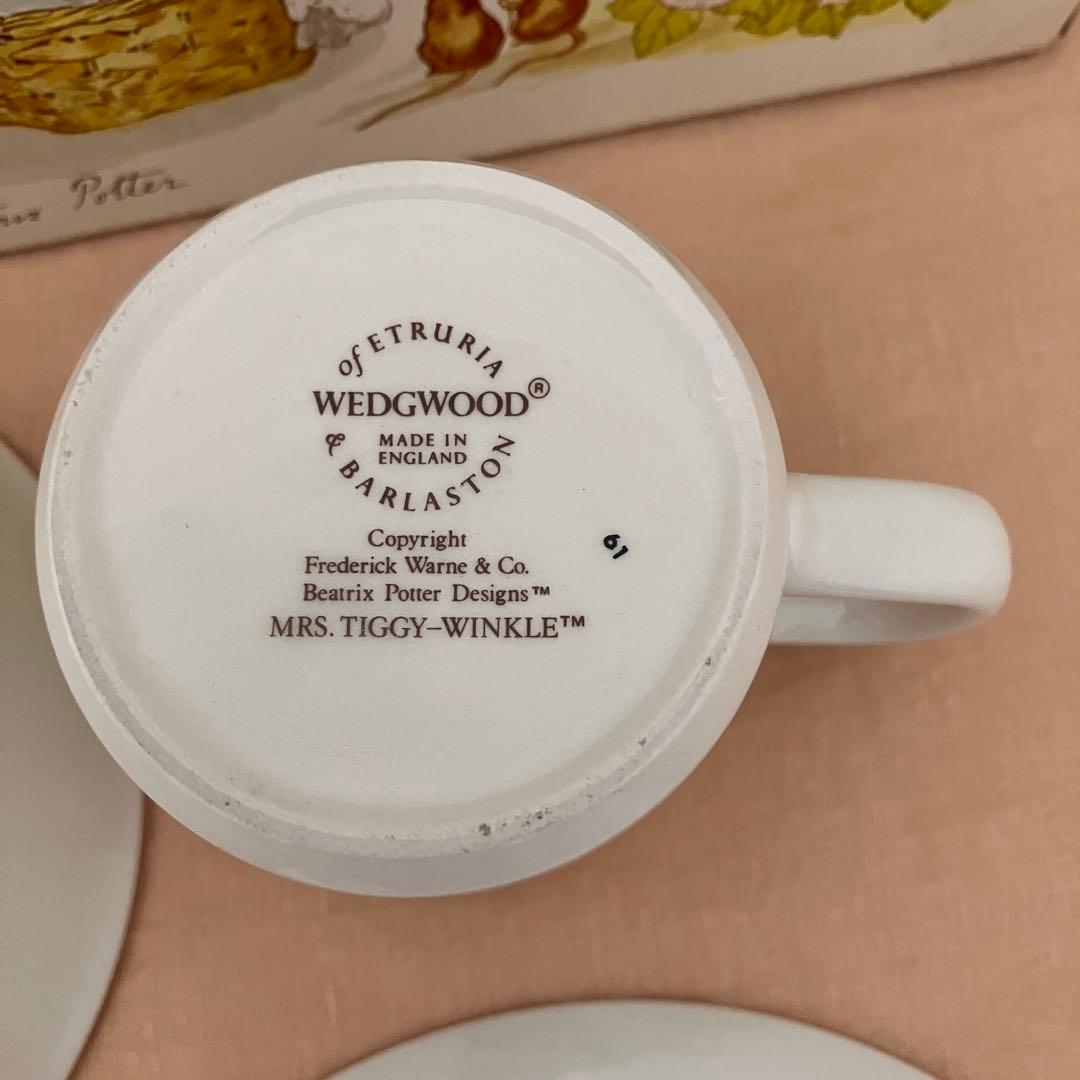 Potter
of ETRURIA
WEDGWOOD®
MADE IN
ENGLAND
& BARLASTON
Copyright
Frederick Warne & Co.
Beatrix Potter Designs™
MRS. TIGGY–WINKLE™
61